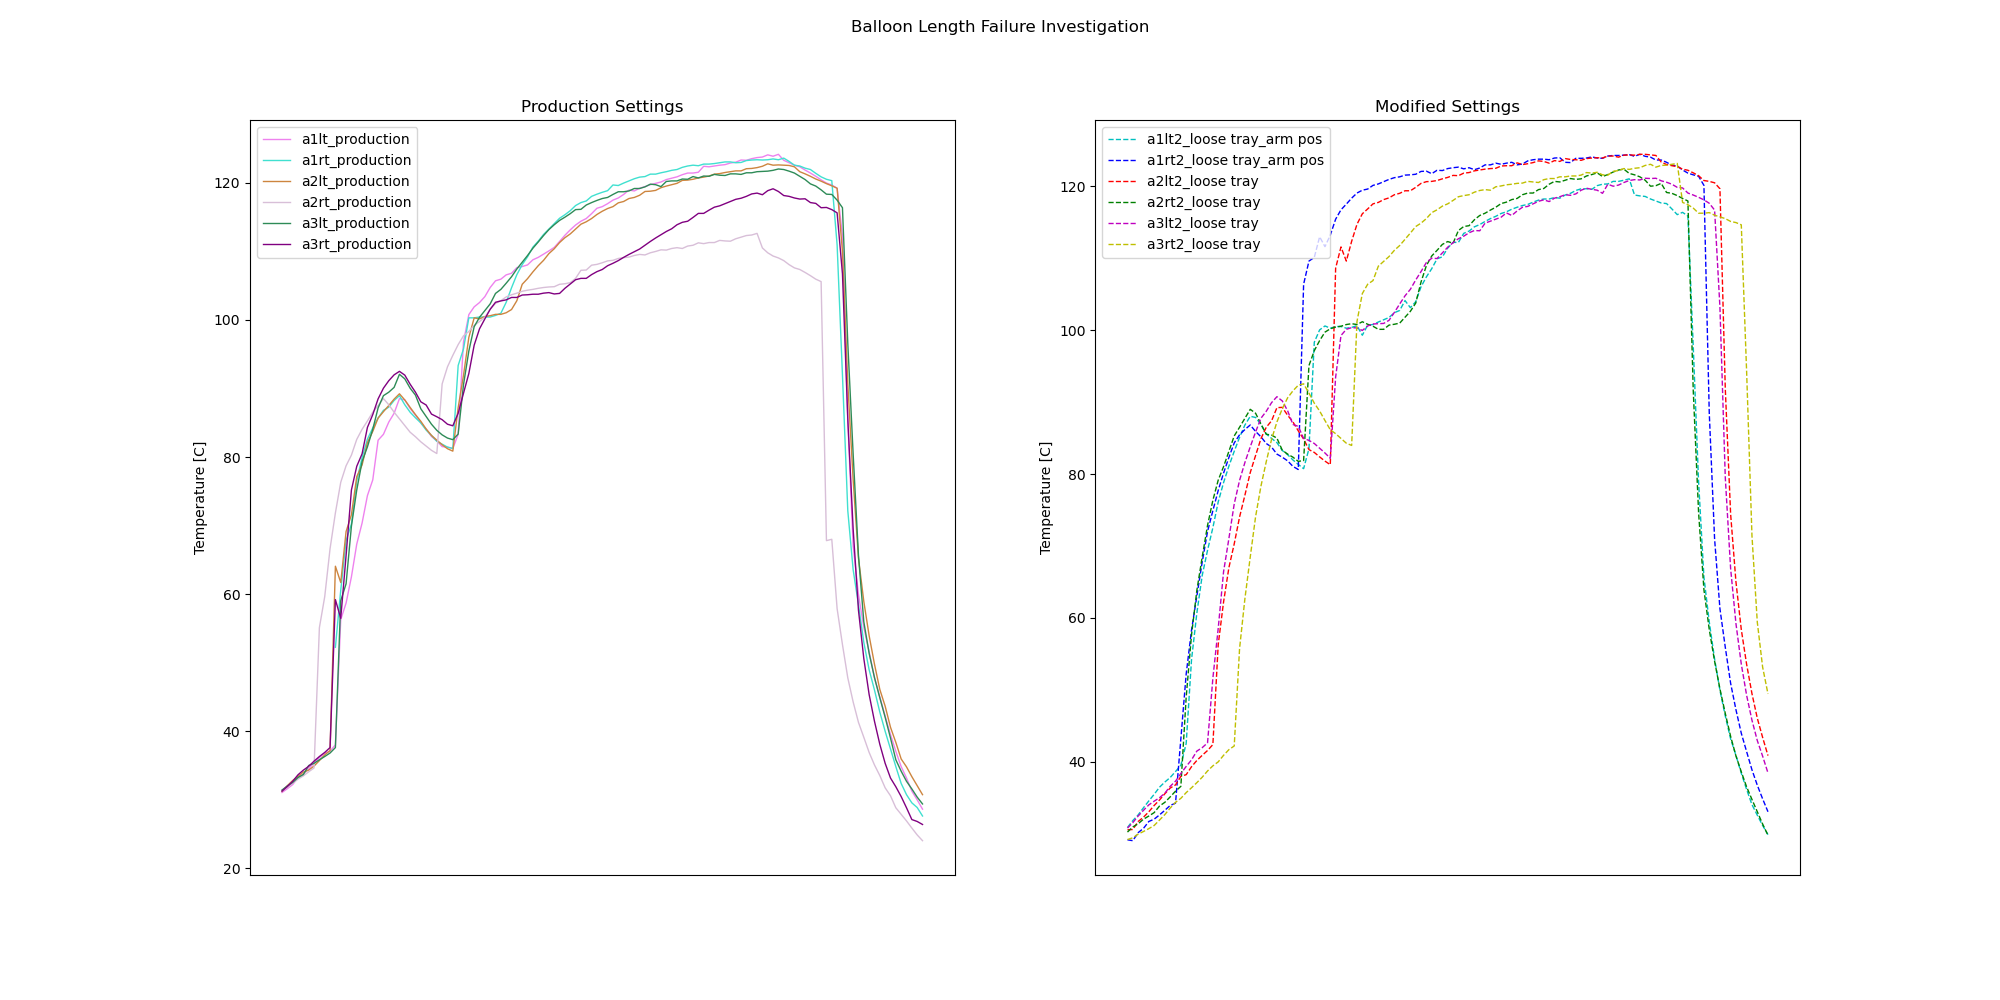 Balloon Length Failure Investigation
Production Settings
a1lt_production
a1rt_production
a2lt_production
a2rt_production
a3lt_production
a3rt_production
Temperature [C]
120
100
80
60
40
20
Modified Settings
a1lt2_loose tray_arm pos
a1rt2_loose tray_arm pos
a2lt2_loose tray
a2rt2_loose tray
a3lt2_loose tray
a3rt2_loose tray
Temperature [C]
120
100
80
60
40